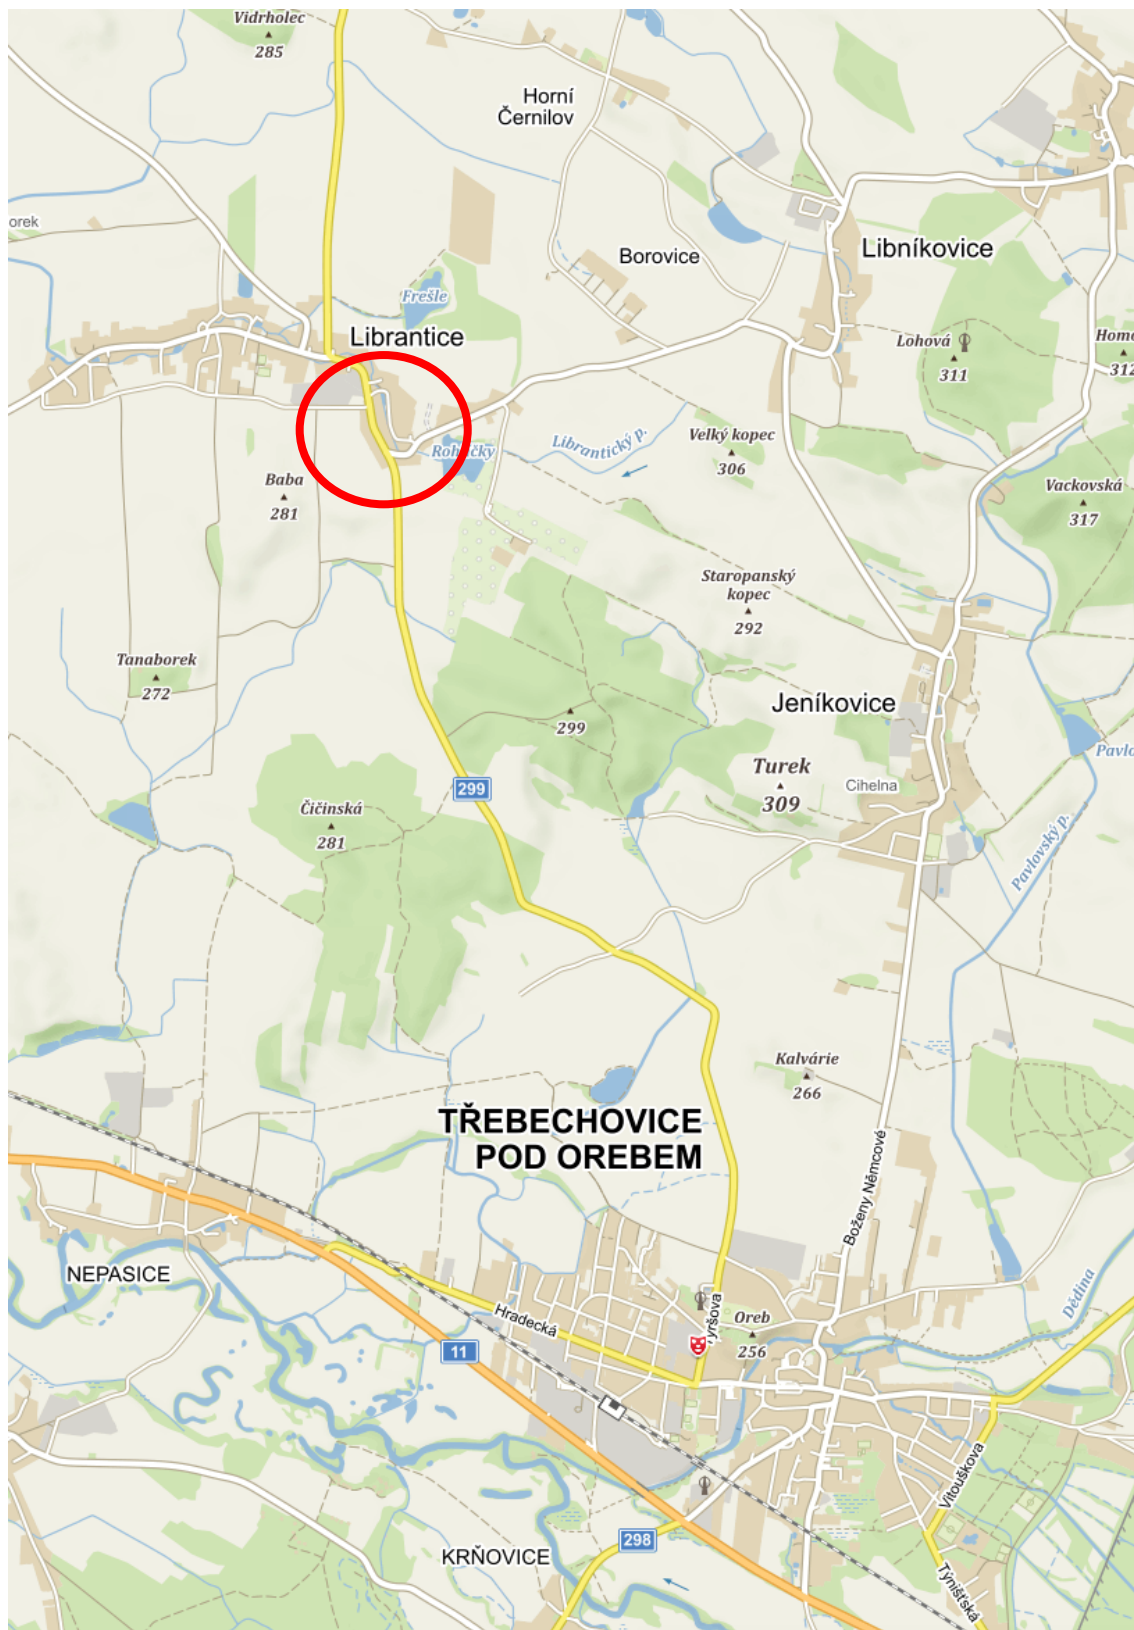 Vidrholec
285
Horní
Černilov
orek
Borovice
Libníkovice
Frešle
Librantice
Lohová
311
Homo
312
Velký kopec
306
Librantický p.
Baba
281
Vackovská
317
Staropanský
kopec
292
Tanaborek
272
Jeníkovice
299
Pavlo
Turek
309
Cihelna
299
Čičinská
281
Pavlovský p.
Kalvárie
266
TŘEBECHOVICE
POD OREBEM
Boženy Němcové
NEPASICE
Dědina
Hradecká
Tyršova
Oreb
256
11
Vitouškova
298
KRŇOVICE
Týnišťská